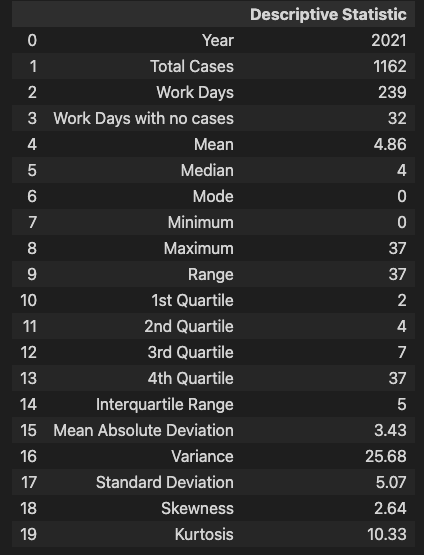 Descriptive Statistic
0 Year 2021
1 Total Cases 1162
2 Work Days 239
3 Work Days with no cases 32
4 Mean 4.86
5 Median 4
6 Mode 0
7 Minimum 0
8 Maximum 37
9 Range 37
10 1st Quartile 2
11 2nd Quartile 4
12 3rd Quartile 7
13 4th Quartile 37
14 Interquartile Range 5
15 Mean Absolute Deviation 3.43
16 Variance 25.68
17 Standard Deviation 5.07
18 Skewness 2.64
19 Kurtosis 10.33